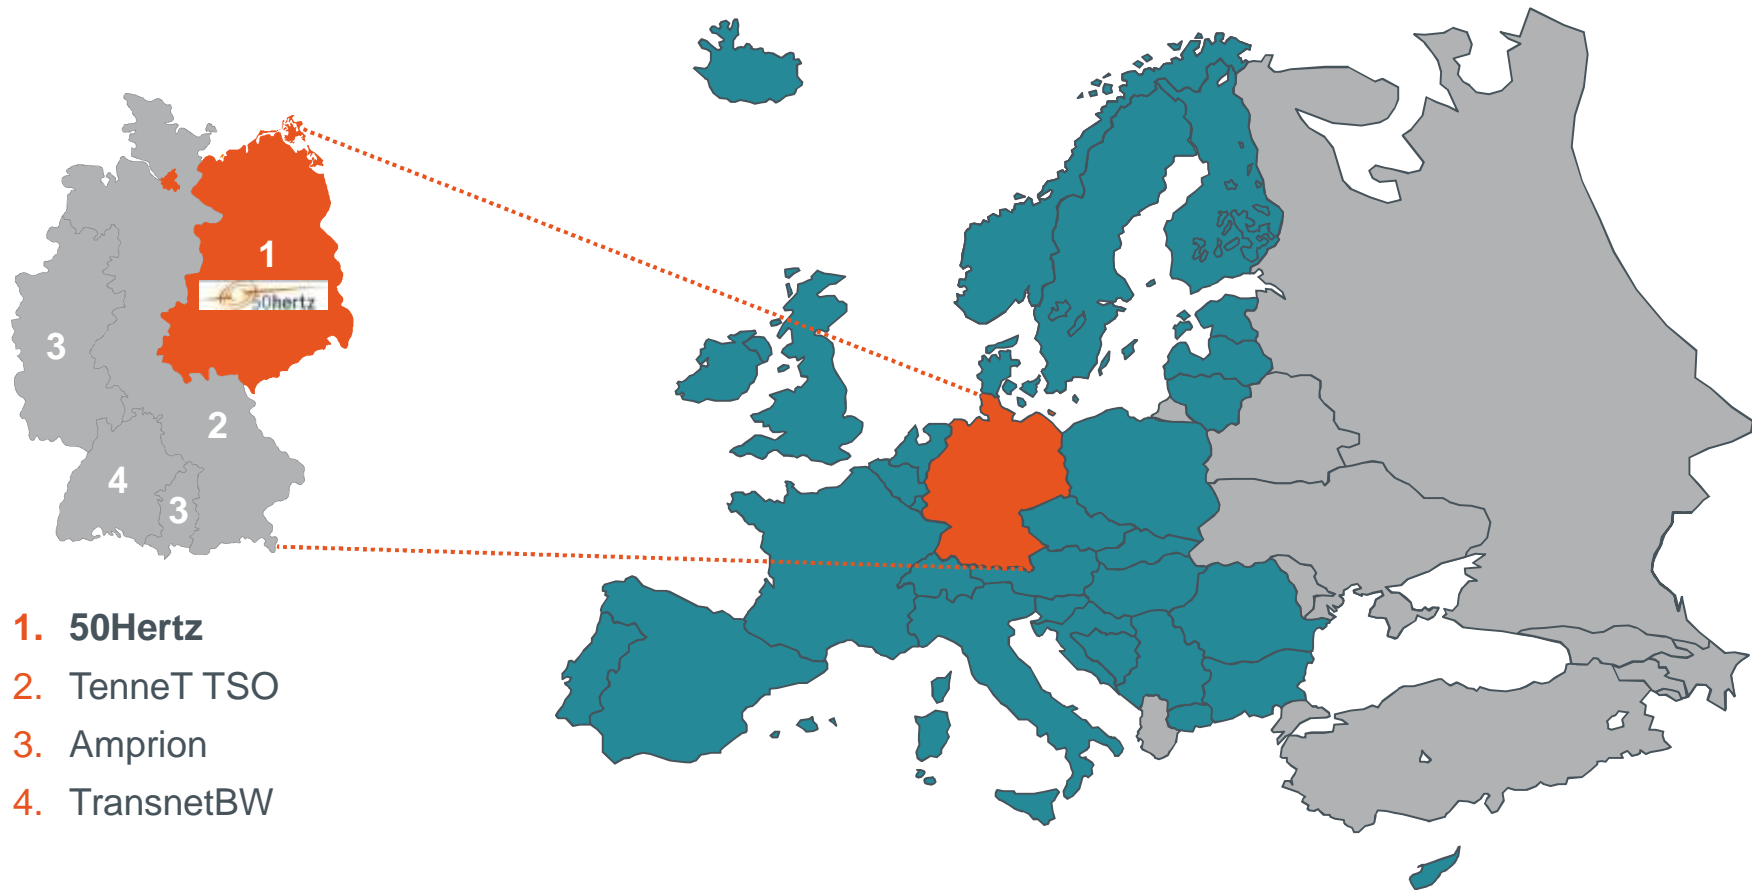 1
50hertz
3
2
4
3
1. 50Hertz
2. TenneT TSO
3. Amprion
4. TransnetBW